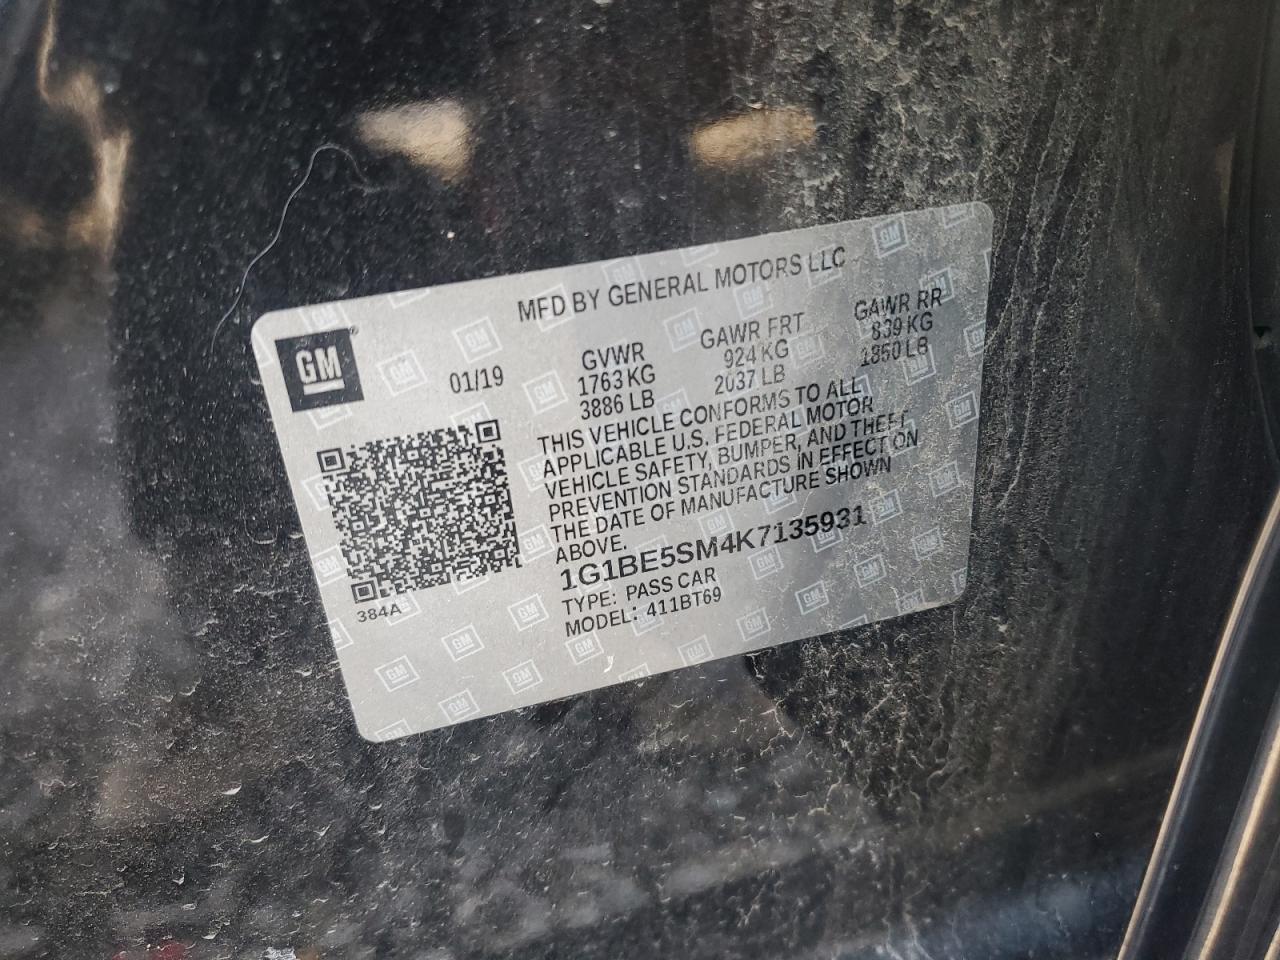 MFD BY GENERAL MOTORS LLC
GM
01/19
GVWR
1763 KG
3886 LB
GAWR FRT
924 KG
2037 LB
GAWR RR
839 KG
1850 LB
THIS VEHICLE CONFORMS TO ALL
APPLICABLE U.S. FEDERAL MOTOR
VEHICLE SAFETY, BUMPER, AND THEFT
PREVENTION STANDARDS IN EFFECT ON
THE DATE OF MANUFACTURE SHOWN
ABOVE.
1G1BE5SM4K7135931
TYPE: PASS CAR
MODEL: 411BT69
384A